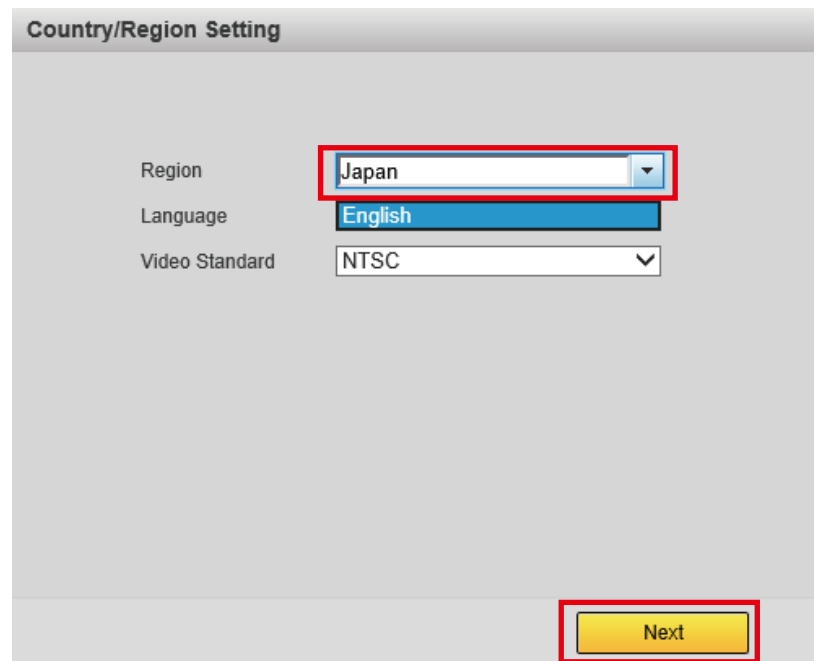 Country/Region Setting
Region Japan
Language English
Video Standard NTSC
Next